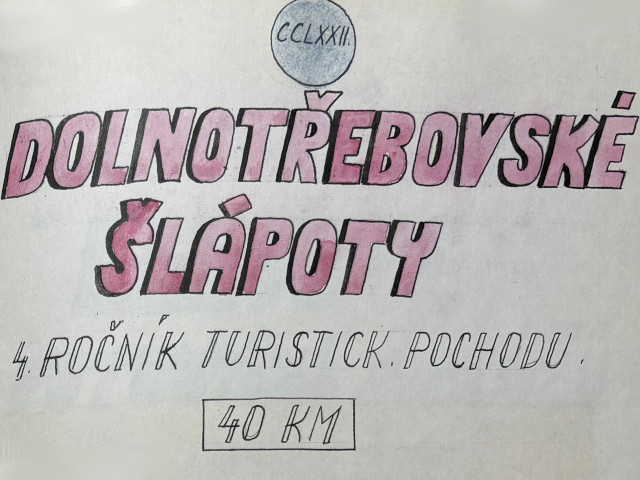 CCLXXII.
DOLNOTŘEBOVSKÉ
ŠLÁPOTY
4. ROČNÍK TURISTICK. POCHODU.
40 KM